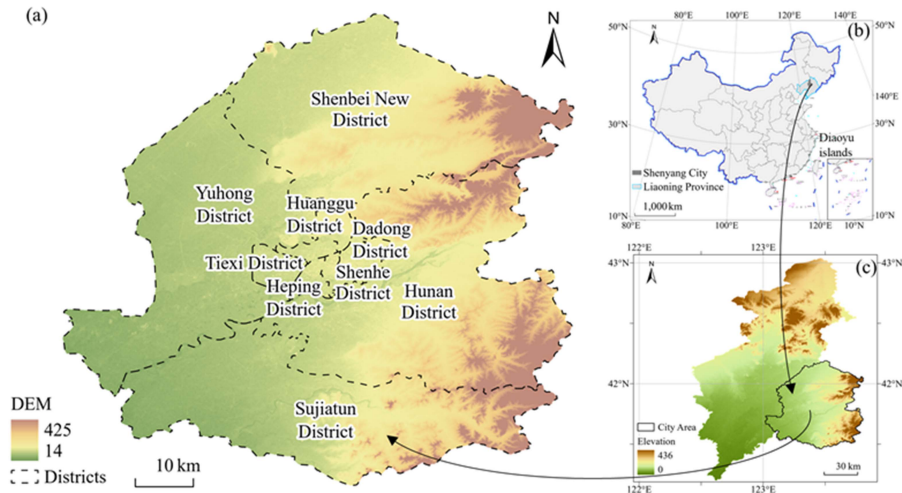 (a)
N
Shenbei New
District
Yuhong
District
Huanggu
District
Dadong
District
Tiexi District
Shenhe
District
Heping
District
Hunan
District
Sujiatun
District
DEM
425
14
Districts
10 km
80°E
100°E
120°E
140°E
50°N
50°N
(b)
N
40°N
140°E
30°N
30°N
Diaoyu
islands
Shenyang City
Liaoning Province
1,000 km
10°N
10°N
100°E
120°E
10°N
122°E
123°E
43°N
43°N
N
(c)
42°N
42°N
City Area
Elevation
436
0
30 km
122°E
123°E